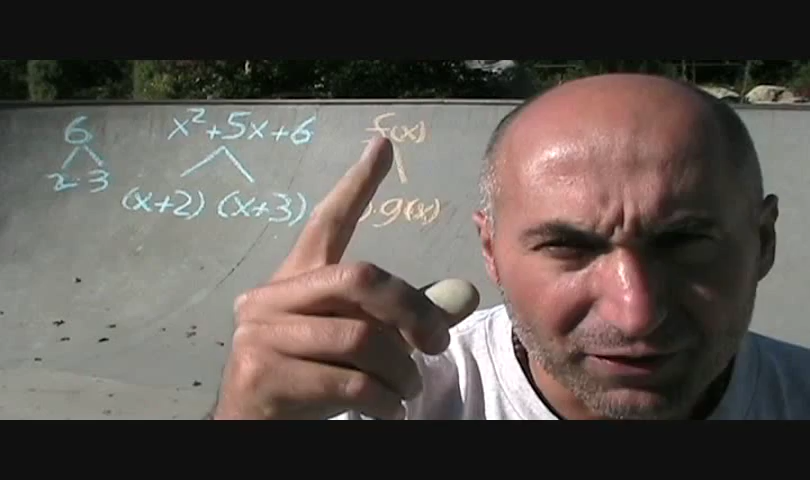 6 x²+5x+6 f(x)
2·3 (x+2) (x+3) ).g(x)